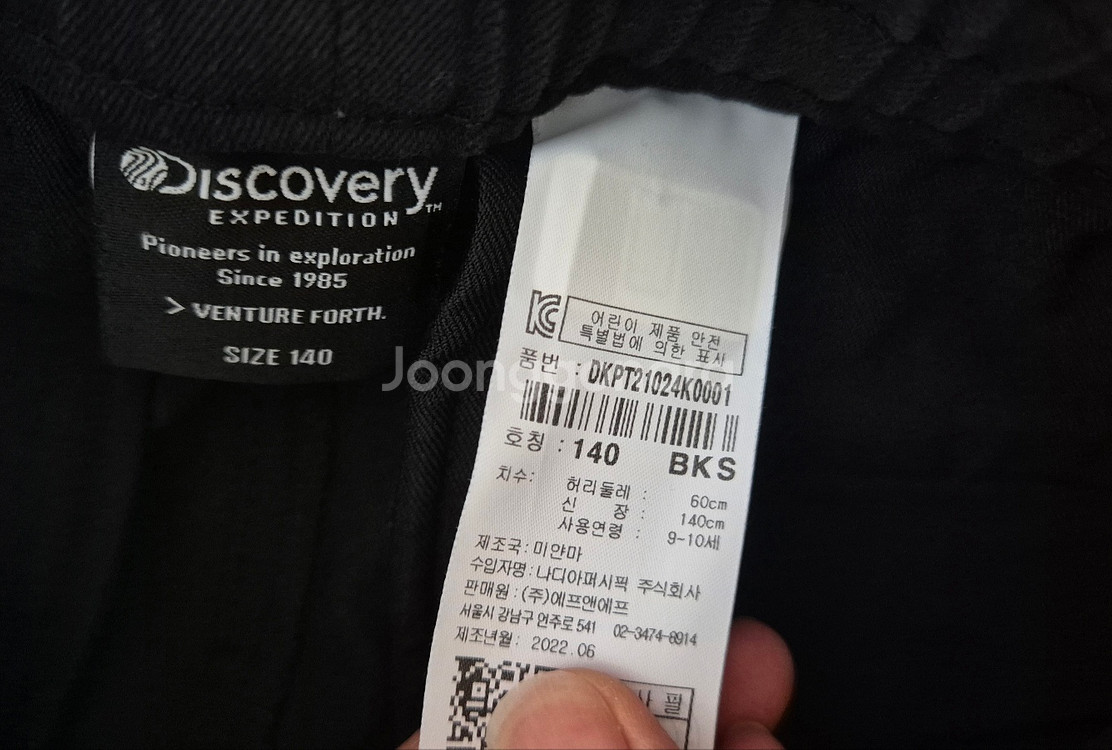 DISCOVERY™
EXPEDITION
Pioneers in exploration
Since 1985
> VENTURE FORTH.
SIZE 140
어린이 제품 안전
특별법에 의한 표시
품번 : DKPT21024K0001
호칭 : 140 BKS
치수: 허리둘레 : 60cm
신 장 : 140cm
사용연령 : 9-10세
제조국:미얀마
수입자명:나디아퍼시픽 주식회사
판매원:(주)에프앤에프
서울시 강남구 언주로 541 02-3474-8914
제조년월: 2022.06